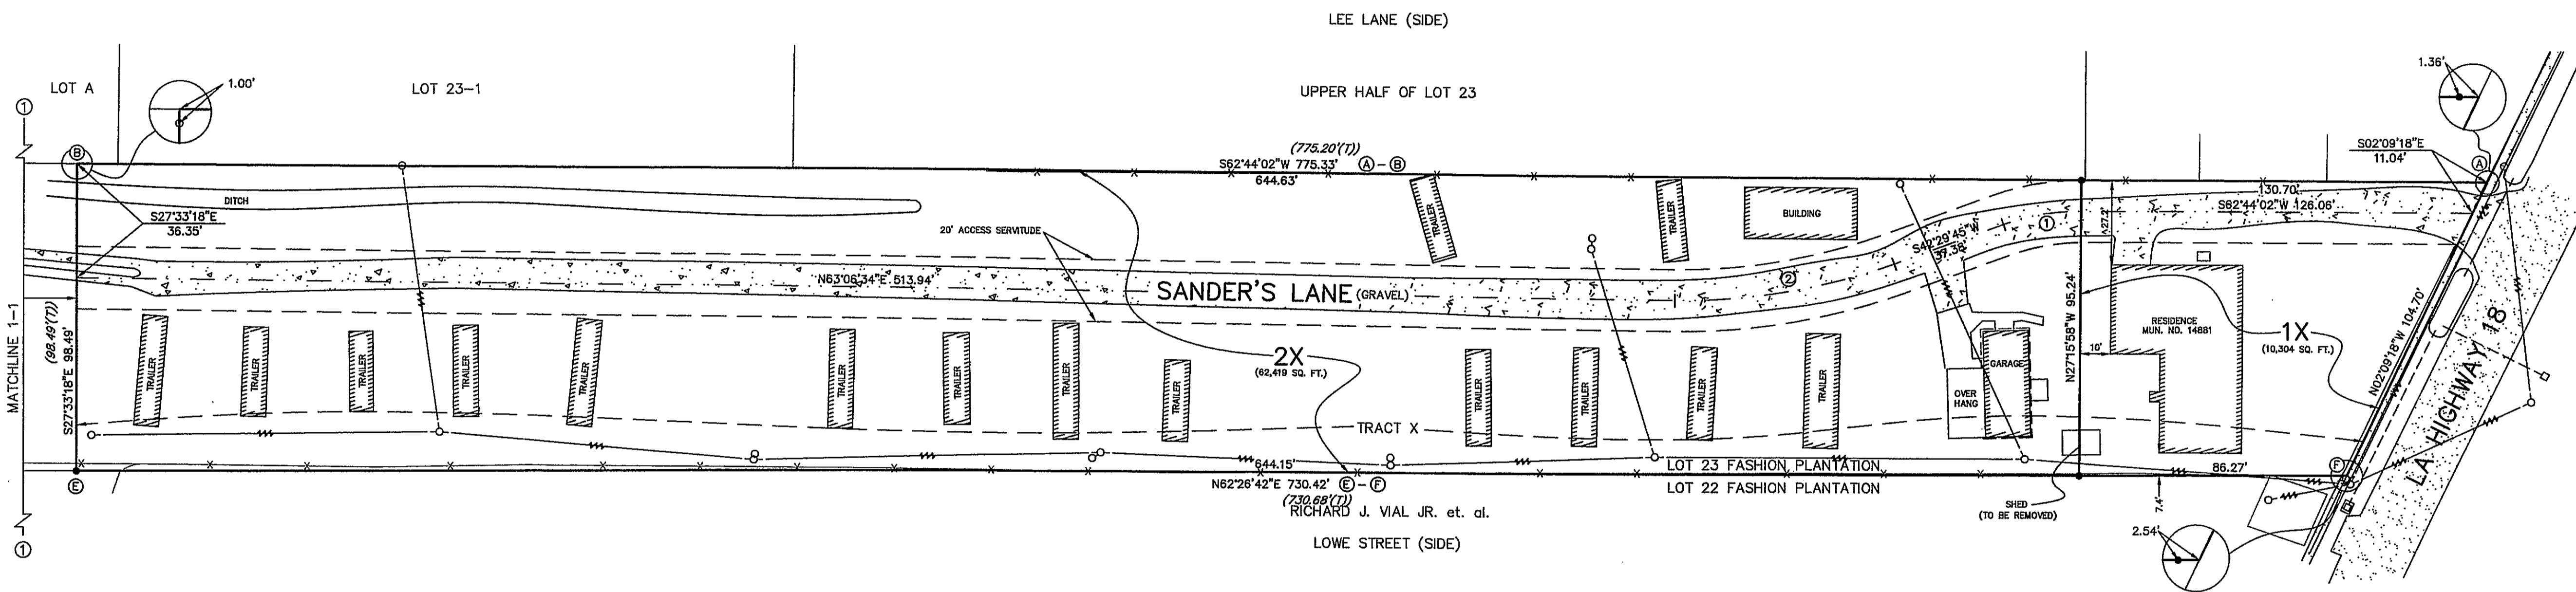 LEE LANE (SIDE)
LOT A
1.00'
LOT 23-1
UPPER HALF OF LOT 23
1.36'
1
B
(775.20'(T))
S62°44'02"W 775.33' A - B
644.63'
S02°09'18"E
11.04'
A
DITCH
S27°33'18"E
36.35'
TRAILER
TRAILER
BUILDING
130.70'
S62°44'02"W 126.06'
27.2'
1
20' ACCESS SERVITUDE
S42°29'45"W
37.38'
2
N63°06'34"E 513.94'
SANDER'S LANE (GRAVEL)
MATCHLINE 1-1
(98.49'(T))
S27°33'18"E 98.49'
TRAILER
TRAILER
TRAILER
TRAILER
TRAILER
TRAILER
TRAILER
TRAILER
TRAILER
TRAILER
TRAILER
TRAILER
TRAILER
2X
(62,419 SQ. FT.)
GARAGE
OVER
HANG
N27°15'58"W 95.24'
10'
RESIDENCE
MUN. NO. 14881
1X
(10,304 SQ. FT.)
N02°09'18"W 104.70'
LA HIGHWAY 18
TRACT X
644.15'
LOT 23 FASHION PLANTATION
86.27'
F
E
N62°26'42"E 730.42' E - F
LOT 22 FASHION PLANTATION
(730.68'(T))
RICHARD J. VIAL JR. et. al.
SHED
(TO BE REMOVED)
7.4'
2.54'
1
LOWE STREET (SIDE)